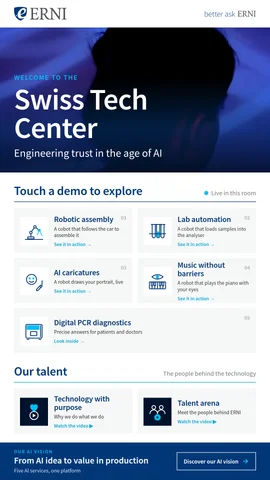 ERNI
better ask ERNI
WELCOME TO THE
Swiss Tech
Center
Engineering trust in the age of AI
Touch a demo to explore
Live in this room
Robotic assembly
01
A cobot that follows the car to
assemble it
See it in action →
Lab automation
02
A cobot that loads samples into
the analyser
See it in action →
AI caricatures
03
A robot draws your portrait, live
See it in action →
Music without
barriers
04
A robot that plays the piano with
your eyes
See it in action →
Digital PCR diagnostics
05
Precise answers for patients and doctors
Look inside →
Our talent
The people behind the technology
Technology with
purpose
Why we do what we do
Watch the video ▶
Talent arena
Meet the people behind ERNI
Watch the video ▶
OUR AI VISION
From AI idea to value in production
Five AI services, one platform
Discover our AI vision →